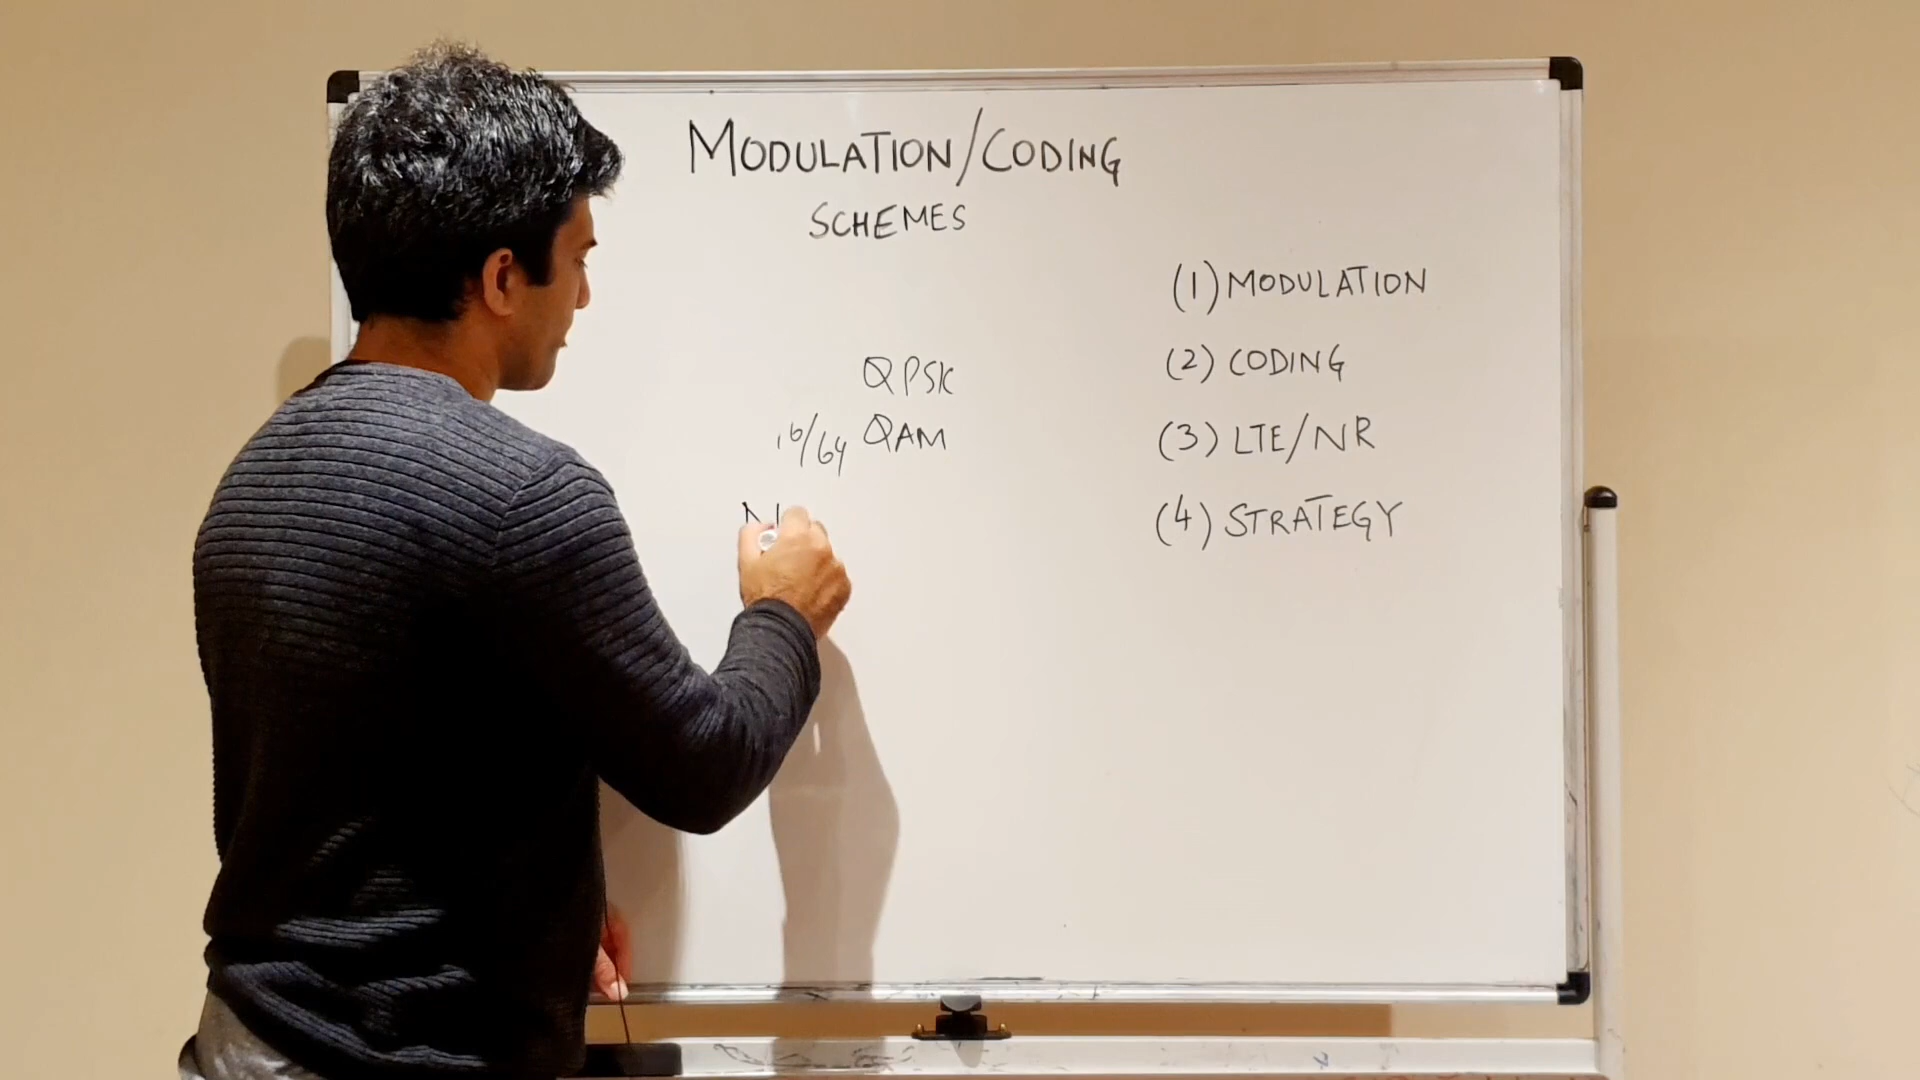 MODULATION/CODING
SCHEMES
QPSK
16/64 QAM
N
(1) MODULATION
(2) CODING
(3) LTE/NR
(4) STRATEGY